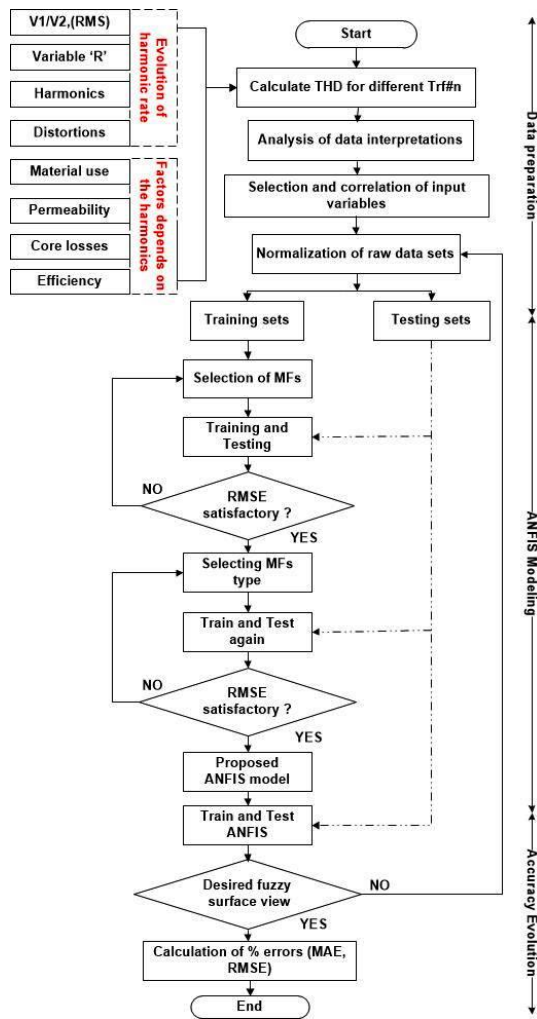 V1/V2,(RMS)
Variable ‘R’
Harmonics
Distortions
Evolution of
harmonic rate
Material use
Permeability
Core losses
Efficiency
Factors depends on
the harmonics
Start
Calculate THD for different Trf#n
Analysis of data interpretations
Selection and correlation of input
variables
Normalization of raw data sets
Training sets
Testing sets
Selection of MFs
Training and
Testing
NO
RMSE
satisfactory ?
YES
Selecting MFs
type
Train and Test
again
NO
RMSE
satisfactory ?
YES
Proposed
ANFIS model
Train and Test
ANFIS
Desired fuzzy
surface view
NO
YES
Calculation of % errors (MAE,
RMSE)
End
Data preparation
ANFIS Modeling
Accuracy Evolution